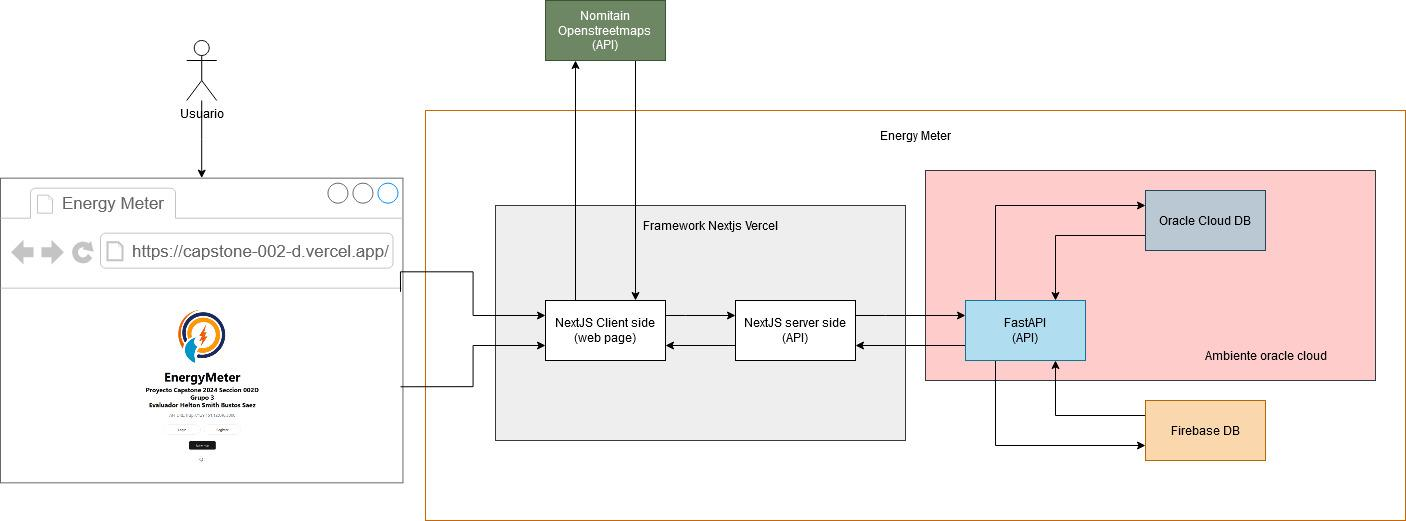 Nomitain
Openstreetmaps
(API)
Usuario
Energy Meter
Energy Meter
https://capstone-002-d.vercel.app/
Framework Nextjs Vercel
Oracle Cloud DB
NextJS Client side
(web page)
NextJS server side
(API)
FastAPI
(API)
Ambiente oracle cloud
Firebase DB
EnergyMeter
Proyecto Capstone 2024 Seccion 002D
Grupo 3
Evaluador Helton Smith Bustos Saez